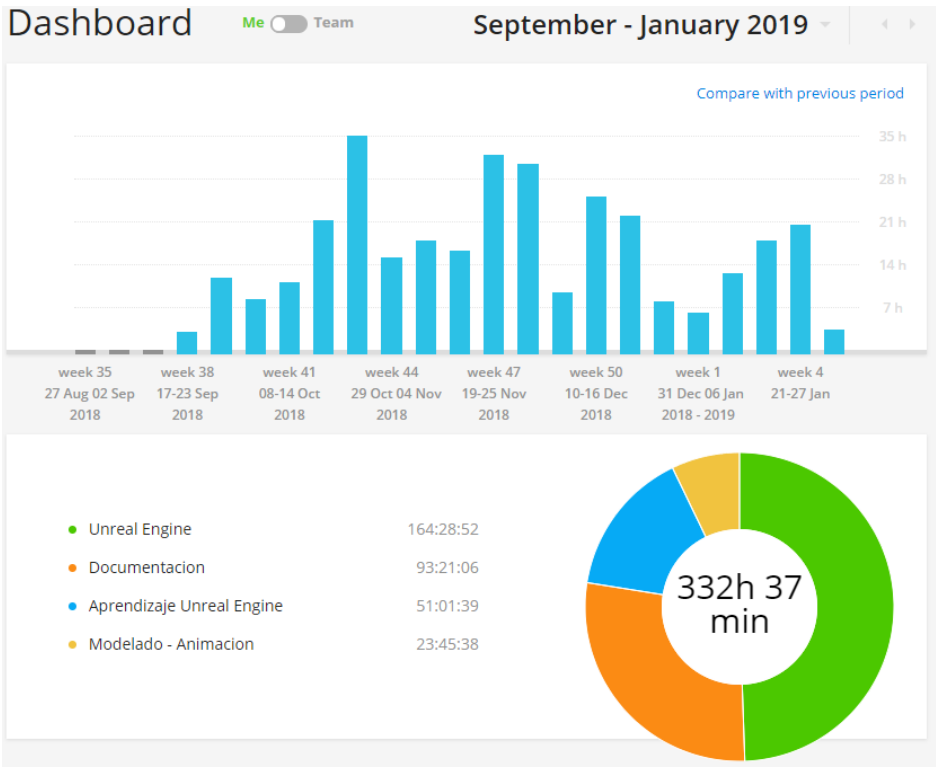 Dashboard
Me Team
September - January 2019
Compare with previous period
35 h
28 h
21 h
14 h
7 h
week 35
27 Aug 02 Sep
2018
week 38
17-23 Sep
2018
week 41
08-14 Oct
2018
week 44
29 Oct 04 Nov
2018
week 47
19-25 Nov
2018
week 50
10-16 Dec
2018
week 1
31 Dec 06 Jan
2018 - 2019
week 4
21-27 Jan
Unreal Engine 164:28:52
Documentacion 93:21:06
Aprendizaje Unreal Engine 51:01:39
Modelado - Animacion 23:45:38
332h 37
min